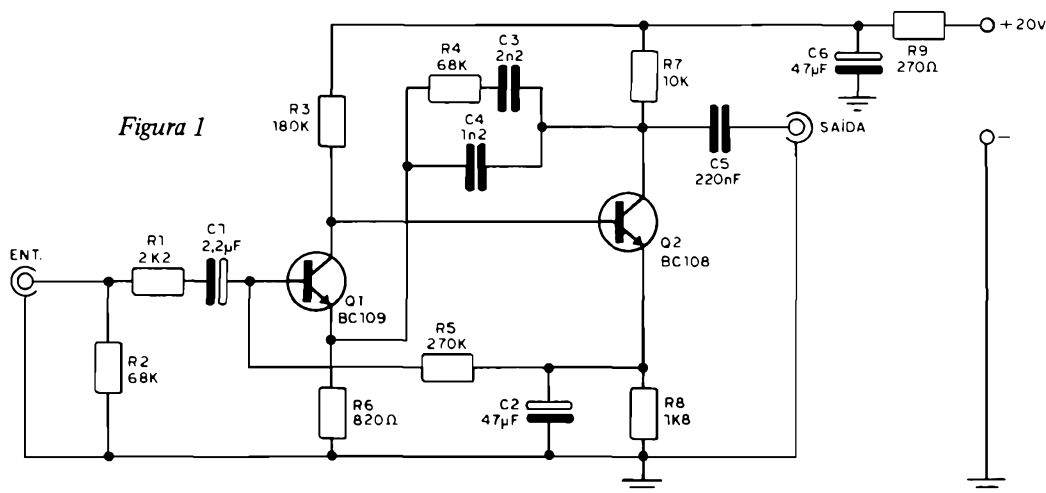 +20V
C6
47µF
R9
270Ω
R4
68K
C3
2n2
R7
10K
Figura 1
R3
180K
C4
1n2
SAÍDA
C5
220nF
ENT.
R1
2K2
C1
2,2µF
Q2
BC108
Q1
BC109
R5
270K
R2
68K
R6
820Ω
C2
47µF
R8
1K8
-